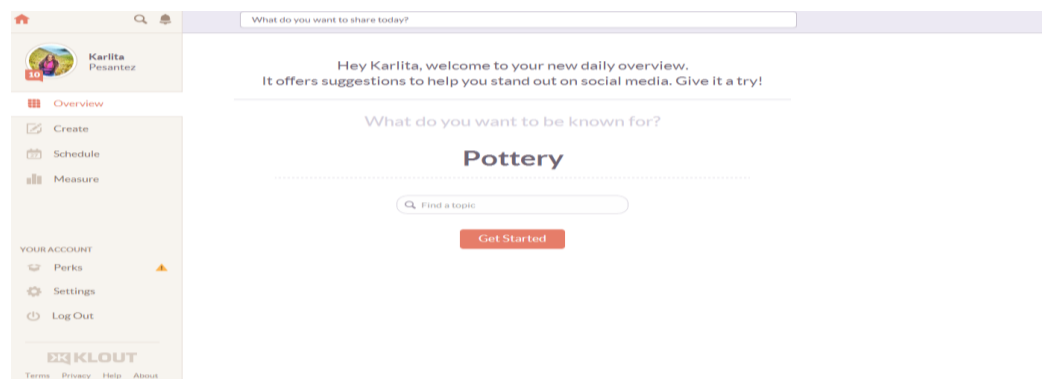 What do you want to share today?
Karlita
Pesantez
10
Overview
Create
Schedule
Measure
YOUR ACCOUNT
Perks
Settings
Log Out
KLOUT
Terms Privacy Help About
Hey Karlita, welcome to your new daily overview.
It offers suggestions to help you stand out on social media. Give it a try!
What do you want to be known for?
Pottery
Find a topic
Get Started